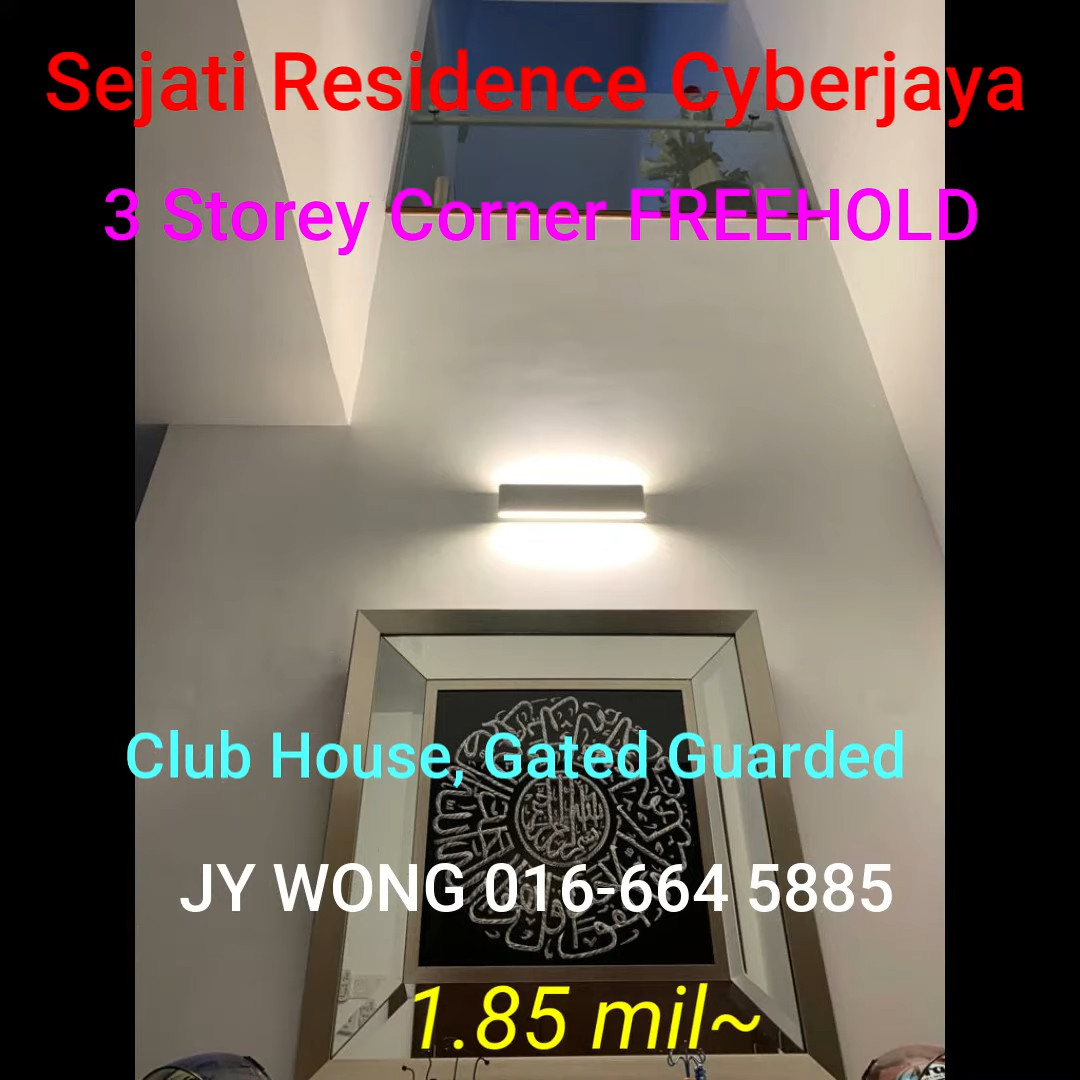 Sejati Residence Cyberjaya
3 Storey Corner FREEHOLD
Club House, Gated Guarded
JY WONG 016-664 5885
1.85 mil~